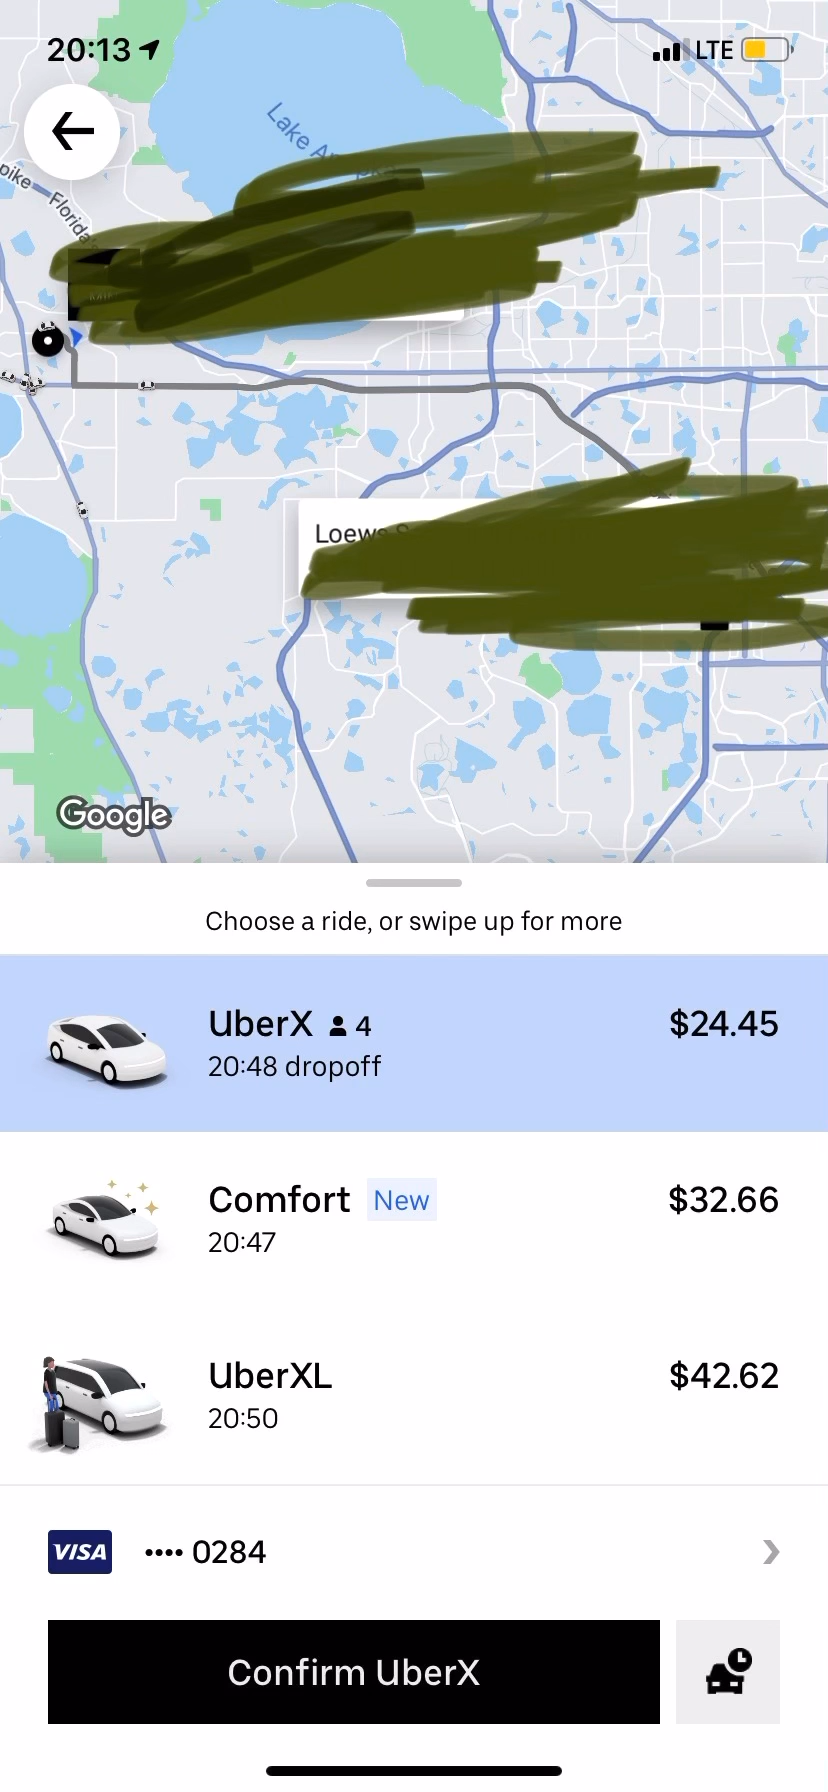 20:13
LTE
Lake
pike
Florida'
Loews S
Google
Choose a ride, or swipe up for more
UberX 4
$24.45
20:48 dropoff
Comfort New
$32.66
20:47
UberXL
$42.62
20:50
VISA •••• 0284
Confirm UberX